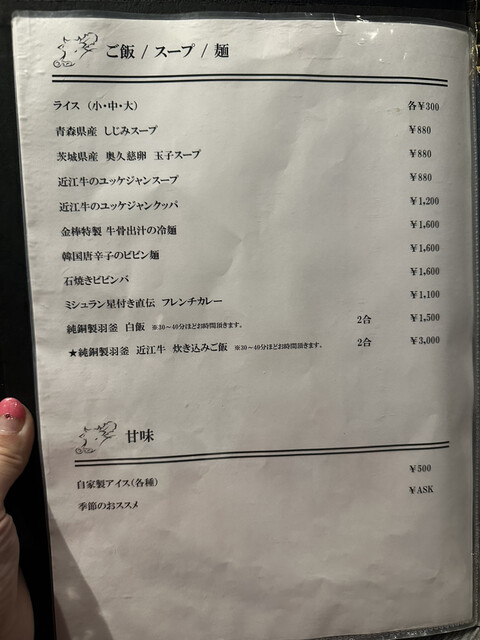 ご飯 / スープ / 麺
ライス (小・中・大) 各¥300
青森県産 しじみスープ ¥880
茨城県産 奥久慈卵 玉子スープ ¥880
近江牛のユッケジャンスープ ¥880
近江牛のユッケジャンクッパ ¥1,200
金棒特製 牛骨出汁の冷麺 ¥1,600
韓国唐辛子のビビン麺 ¥1,600
石焼きビビンバ ¥1,600
ミシュラン星付き直伝 フレンチカレー ¥1,100
純銅製羽釜 白飯 ※30~40分ほどお時間頂きます。 2合 ¥1,500
★純銅製羽釜 近江牛 炊き込みご飯 ※30~40分ほどお時間頂きます。 2合 ¥3,000
甘味
自家製アイス(各種) ¥500
季節のおススメ ¥ASK